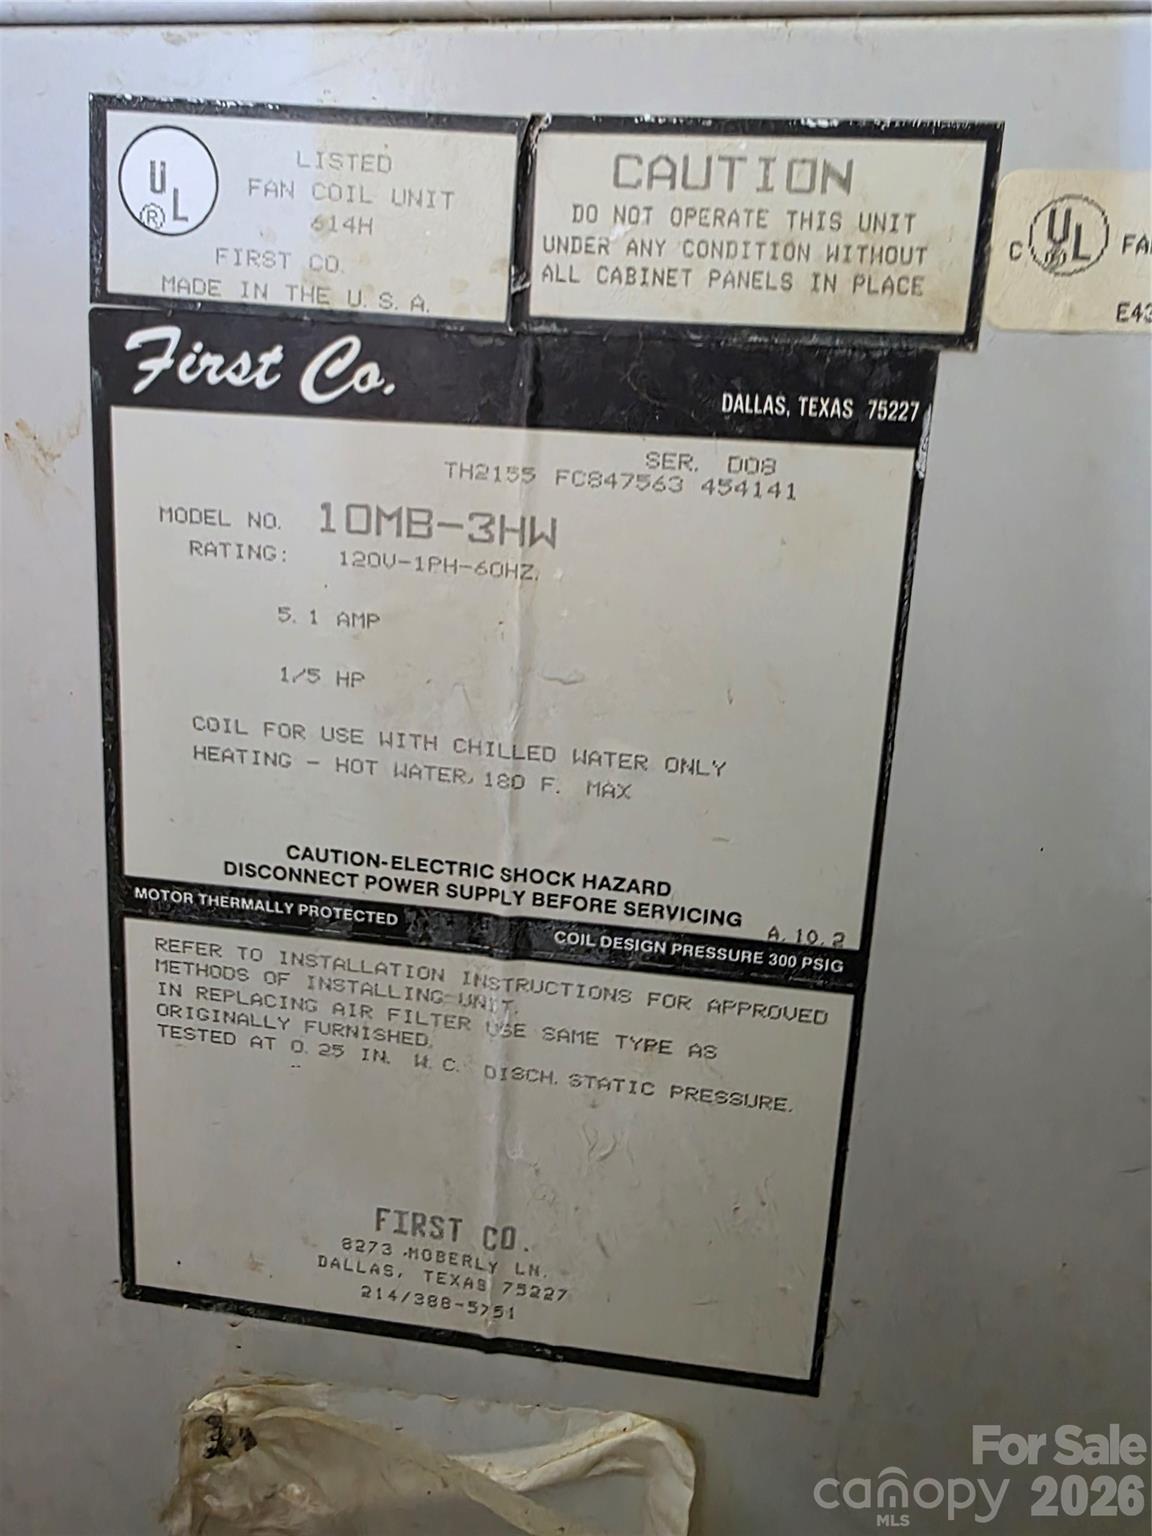 UL
®
LISTED
FAN COIL UNIT
614H
FIRST CO.
MADE IN THE U. S. A.
CAUTION
DO NOT OPERATE THIS UNIT
UNDER ANY CONDITION WITHOUT
ALL CABINET PANELS IN PLACE
C UL
First Co.
DALLAS, TEXAS 75227
SER. D08
TH2155 FC847563 454141
MODEL NO. 10MB-3HW
RATING: 120V-1PH-60HZ.
5. 1 AMP
1/5 HP
COIL FOR USE WITH CHILLED WATER ONLY
HEATING - HOT WATER, 180 F. MAX
CAUTION-ELECTRIC SHOCK HAZARD
DISCONNECT POWER SUPPLY BEFORE SERVICING
A. 10. 2
MOTOR THERMALLY PROTECTED
COIL DESIGN PRESSURE 300 PSIG
REFER TO INSTALLATION INSTRUCTIONS FOR APPROVED
METHODS OF INSTALLING UNIT.
IN REPLACING AIR FILTER USE SAME TYPE AS
ORIGINALLY FURNISHED.
TESTED AT 0. 25 IN. W. C. DISCH. STATIC PRESSURE.
FIRST CO.
8273 MOBERLY LN.
DALLAS, TEXAS 75227
214/388-5751
For Sale
canopy 2026
MLS